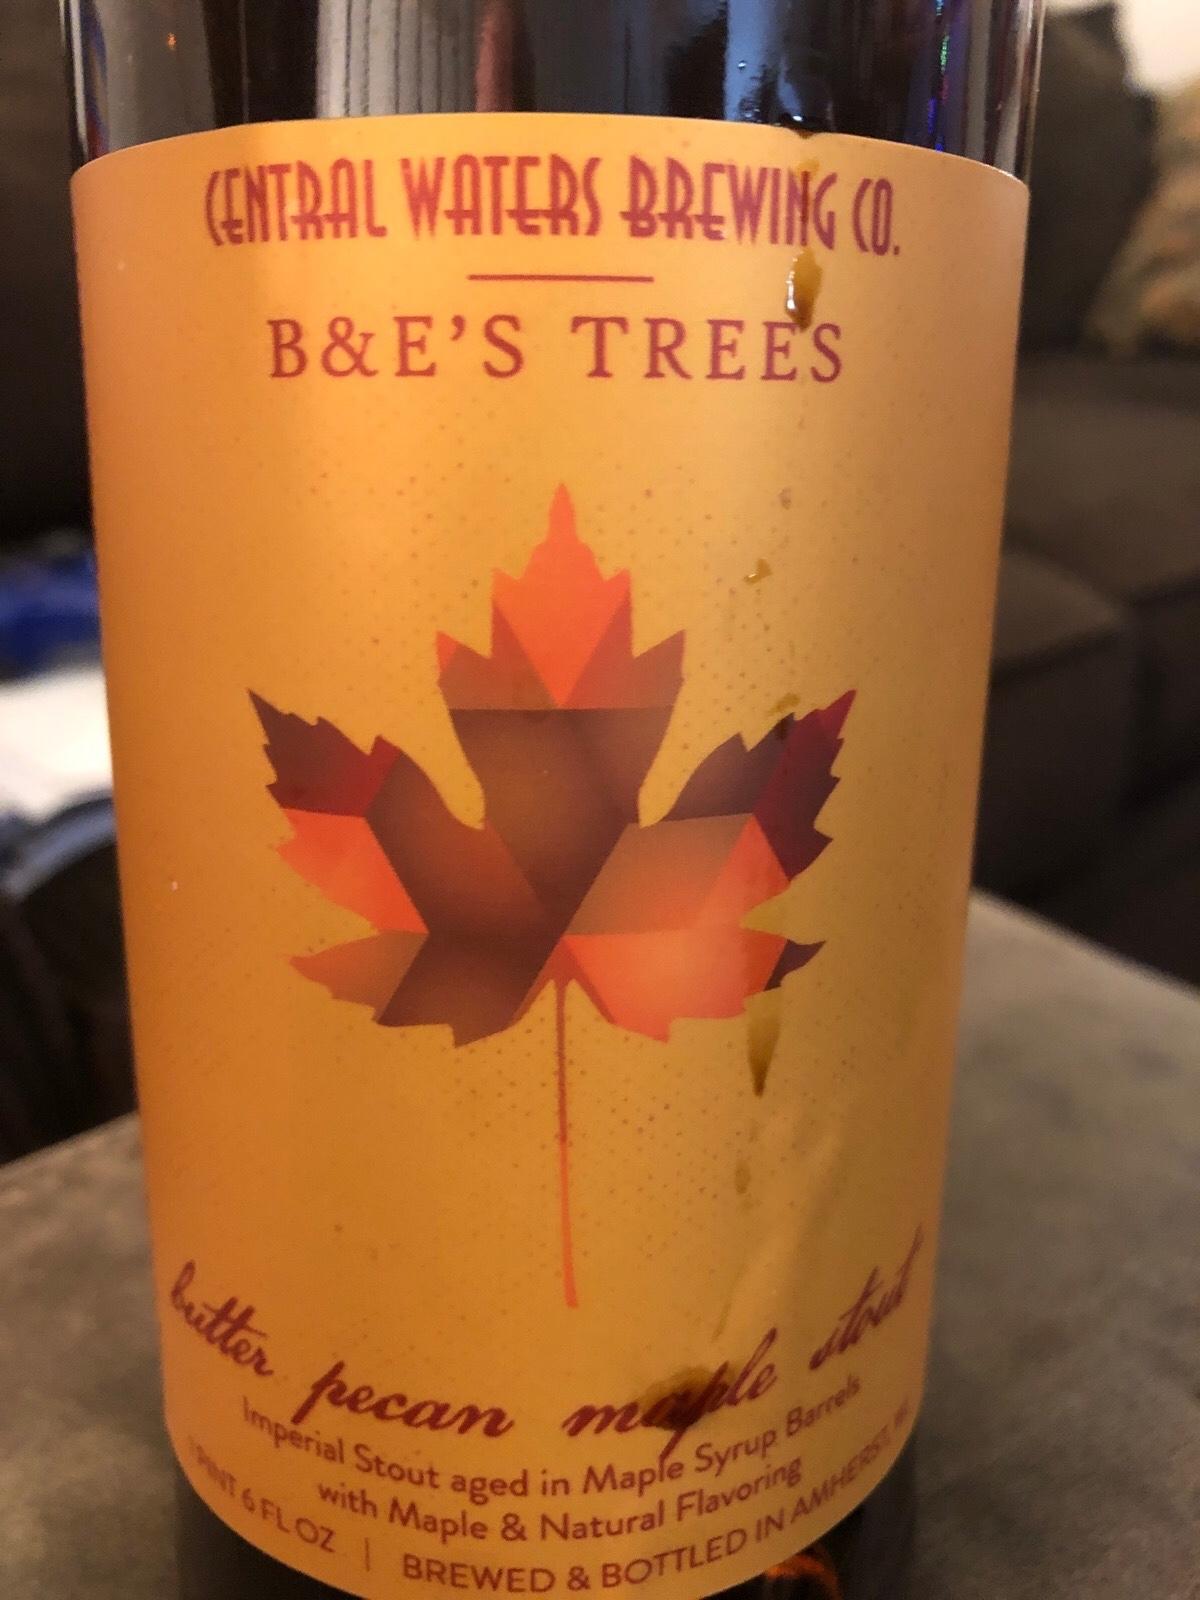 CENTRAL WATERS BREWING CO.
B&E'S TREES
butter pecan maple stout
Imperial Stout aged in Maple Syrup Barrels
with Maple & Natural Flavoring
1 PINT 6 FL OZ | BREWED & BOTTLED IN AMHERST, WI